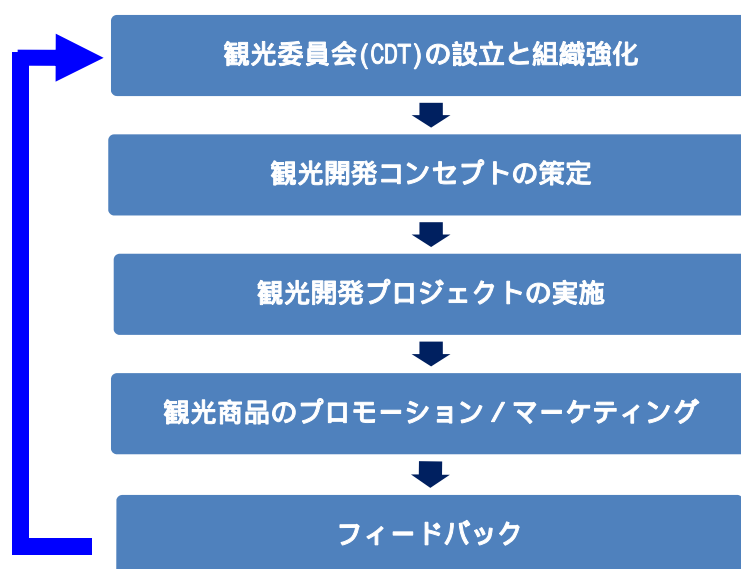 観光委員会(CDT)の設立と組織強化
観光開発コンセプトの策定
観光開発プロジェクトの実施
観光商品のプロモーション / マーケティング
フィードバック